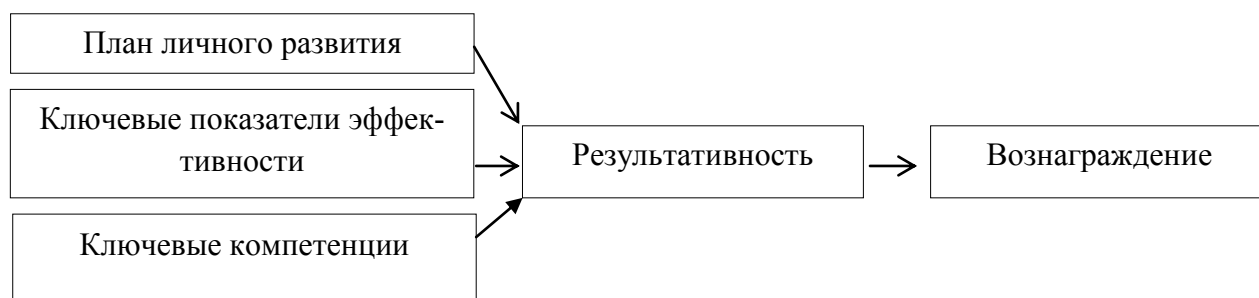 План личного развития
Ключевые показатели эффек-
тивности
Результативность
Вознаграждение
Ключевые компетенции